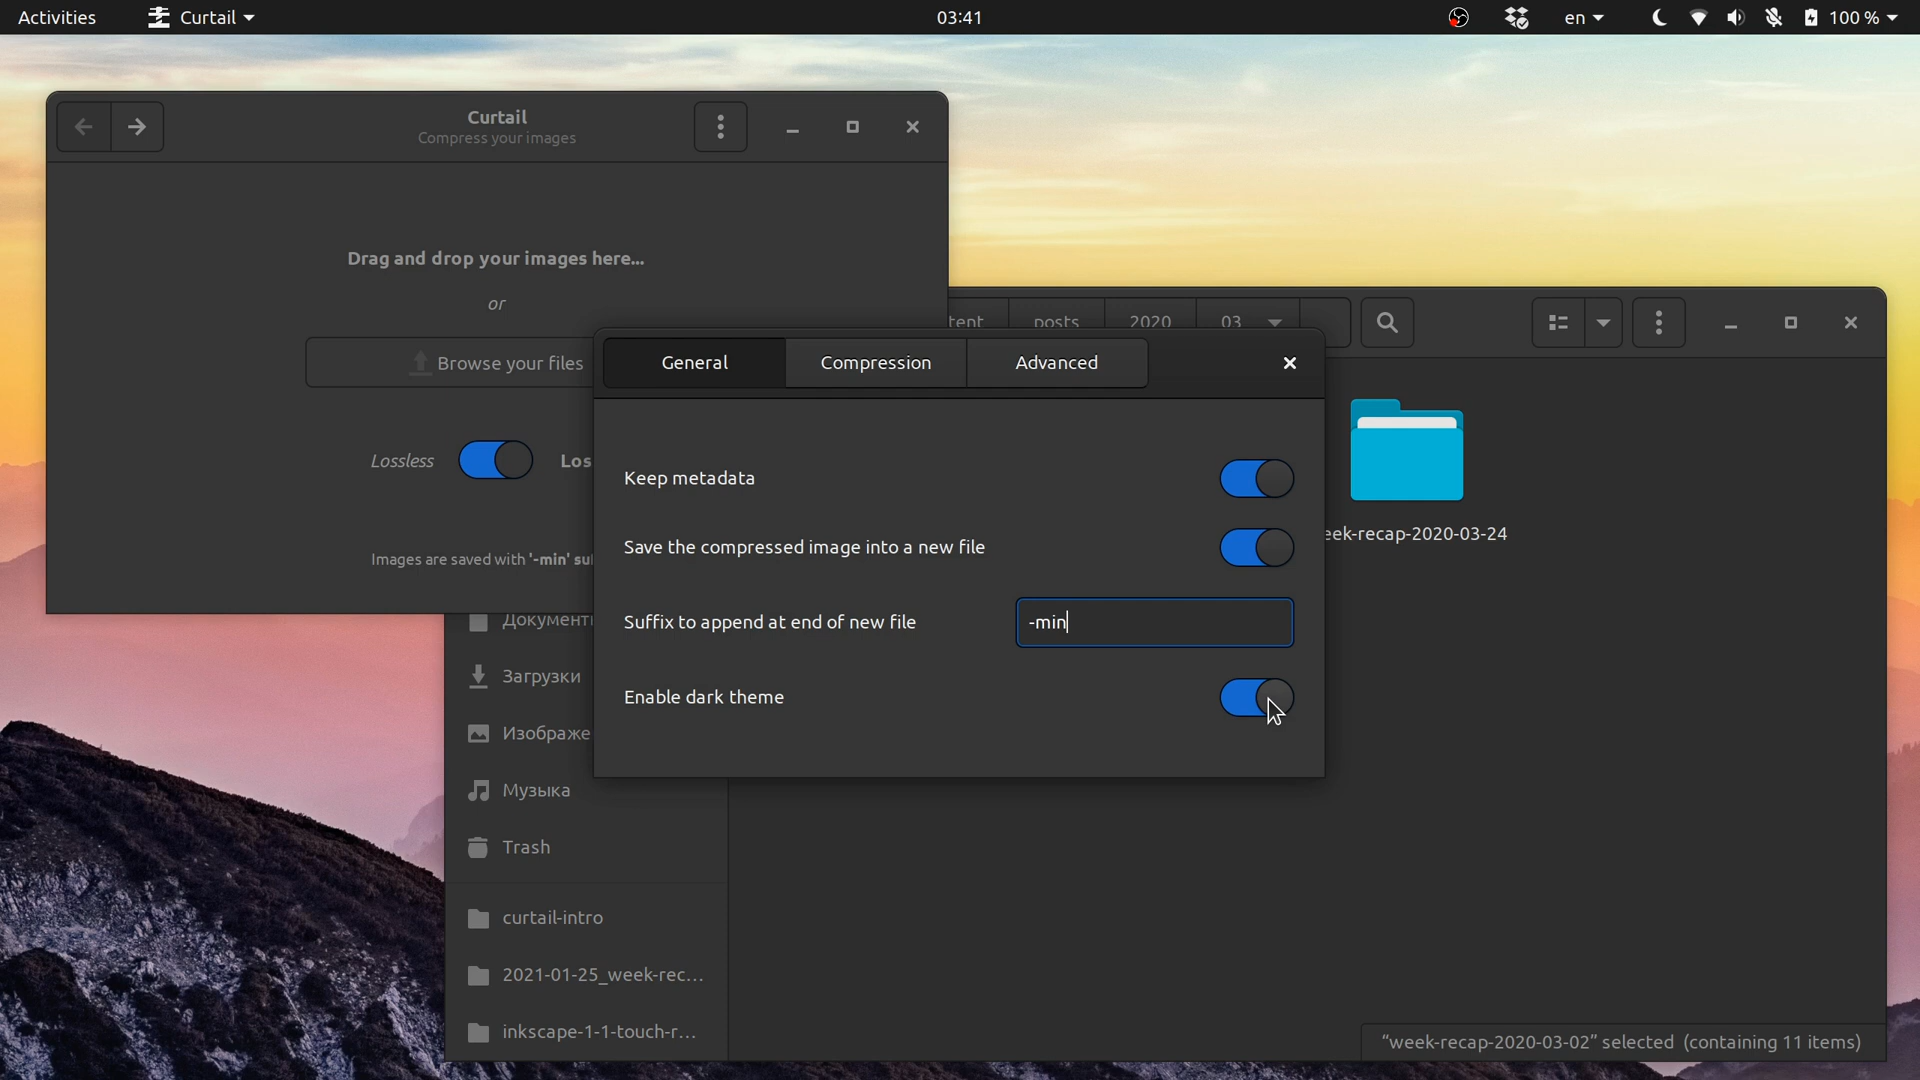 Activities
Curtail
03:41
en
100 %
Curtail
Compress your images
Drag and drop your images here...
or
Browse your files
Lossless
Images are saved with '-min'
posts
2020
03
General
Compression
Advanced
Keep metadata
Save the compressed image into a new file
Suffix to append at end of new file
-min
Enable dark theme
eek-recap-2020-03-24
Загрузки
Изображе
Музыка
Trash
curtail-intro
2021-01-25_week-rec...
inkscape-1-1-touch-r...
“week-recap-2020-03-02” selected (containing 11 items)